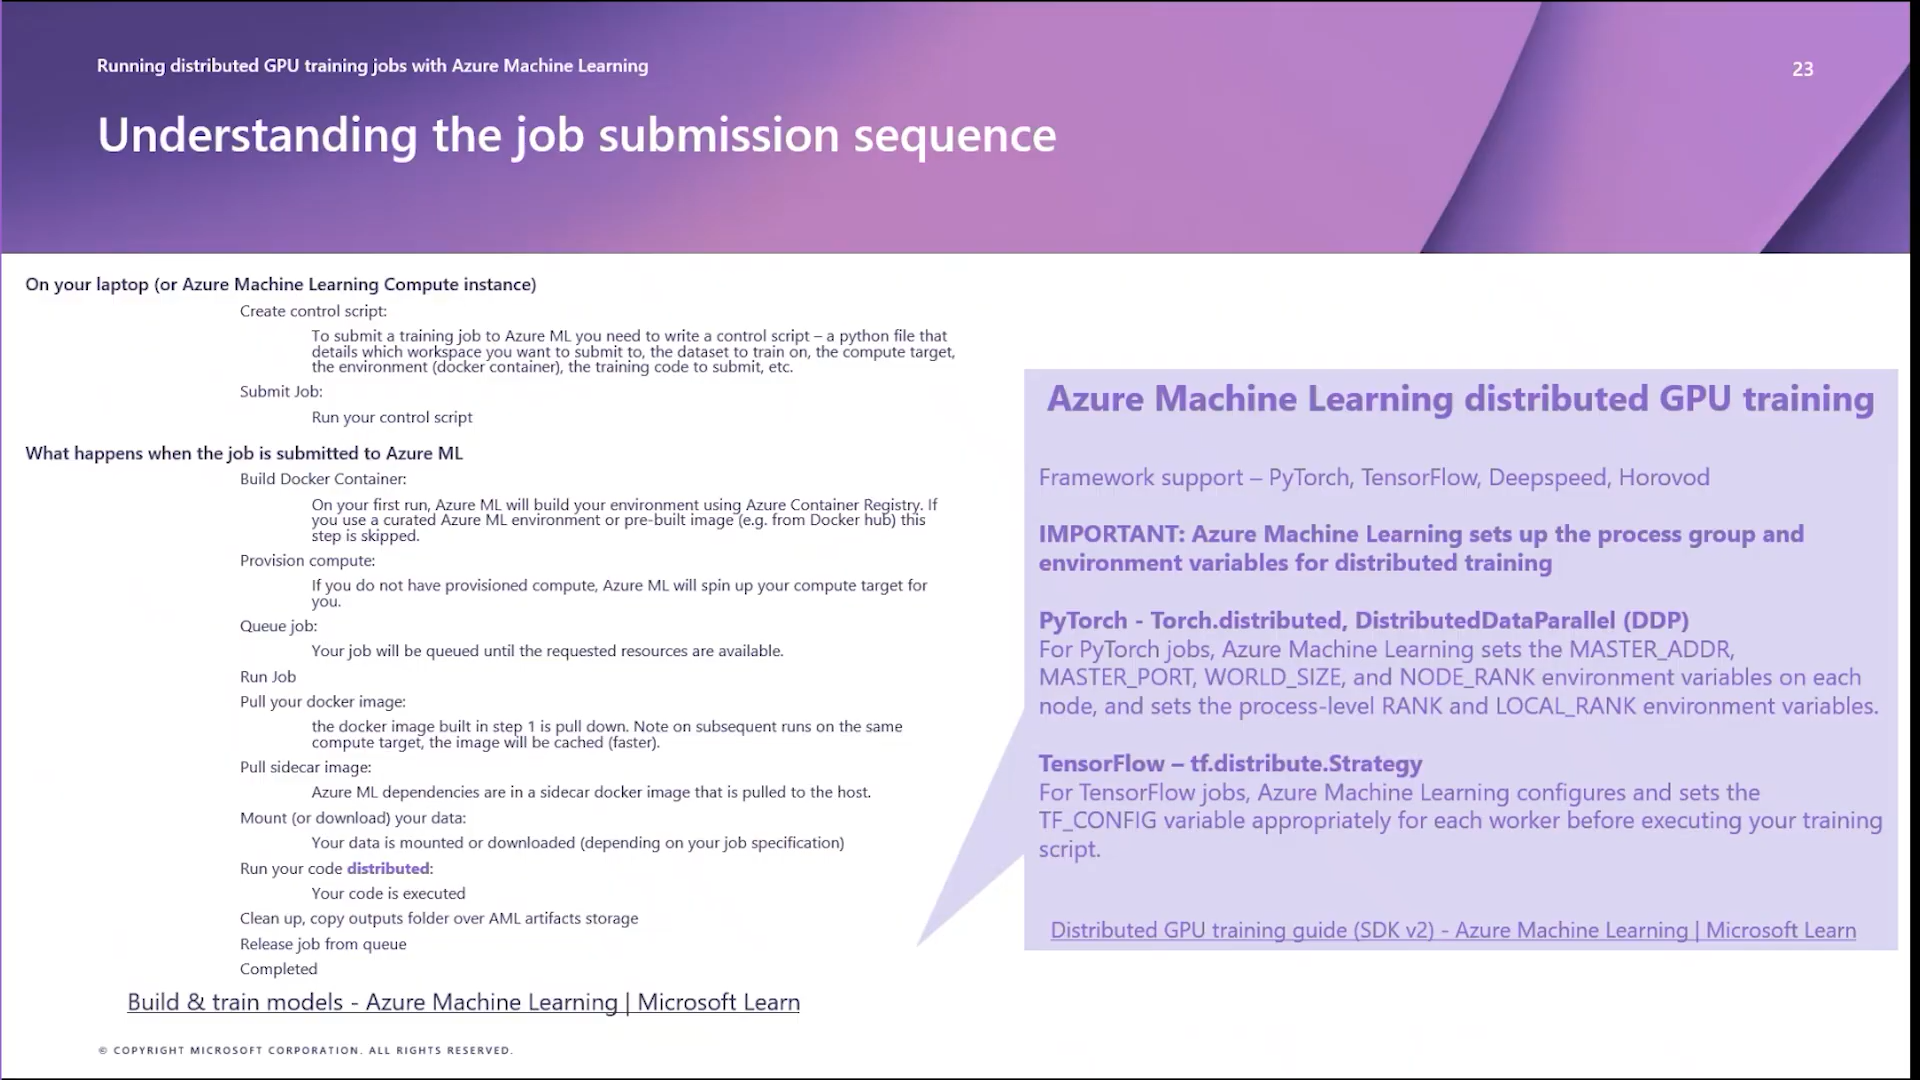 Running distributed GPU training jobs with Azure Machine Learning
23
Understanding the job submission sequence
On your laptop (or Azure Machine Learning Compute instance)
Create control script:
To submit a training job to Azure ML you need to write a control script – a python file that
details which workspace you want to submit to, the dataset to train on, the compute target,
the environment (docker container), the training code to submit, etc.
Submit Job:
Run your control script
What happens when the job is submitted to Azure ML
Build Docker Container:
On your first run, Azure ML will build your environment using Azure Container Registry. If
you use a curated Azure ML environment or pre-built image (e.g. from Docker hub) this
step is skipped.
Provision compute:
If you do not have provisioned compute, Azure ML will spin up your compute target for
you.
Queue job:
Your job will be queued until the requested resources are available.
Run Job
Pull your docker image:
the docker image built in step 1 is pull down. Note on subsequent runs on the same
compute target, the image will be cached (faster).
Pull sidecar image:
Azure ML dependencies are in a sidecar docker image that is pulled to the host.
Mount (or download) your data:
Your data is mounted or downloaded (depending on your job specification)
Run your code distributed:
Your code is executed
Clean up, copy outputs folder over AML artifacts storage
Release job from queue
Completed
Build & train models - Azure Machine Learning | Microsoft Learn
Azure Machine Learning distributed GPU training
Framework support – PyTorch, TensorFlow, Deepspeed, Horovod
IMPORTANT: Azure Machine Learning sets up the process group and
environment variables for distributed training
PyTorch - Torch.distributed, DistributedDataParallel (DDP)
For PyTorch jobs, Azure Machine Learning sets the MASTER_ADDR,
MASTER_PORT, WORLD_SIZE, and NODE_RANK environment variables on each
node, and sets the process-level RANK and LOCAL_RANK environment variables.
TensorFlow – tf.distribute.Strategy
For TensorFlow jobs, Azure Machine Learning configures and sets the
TF_CONFIG variable appropriately for each worker before executing your training
script.
Distributed GPU training guide (SDK v2) - Azure Machine Learning | Microsoft Learn
© COPYRIGHT MICROSOFT CORPORATION. ALL RIGHTS RESERVED.